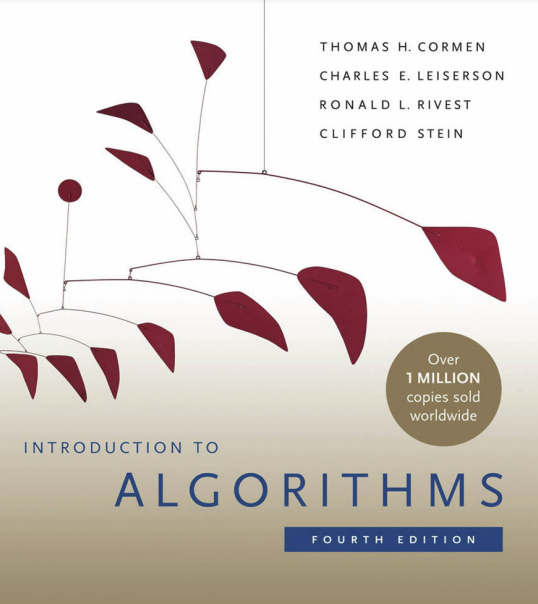 THOMAS H. CORMEN
CHARLES E. LEISERSON
RONALD L. RIVEST
CLIFFORD STEIN
Over
1 MILLION
copies sold
worldwide
INTRODUCTION TO
ALGORITHMS
FOURTH EDITION